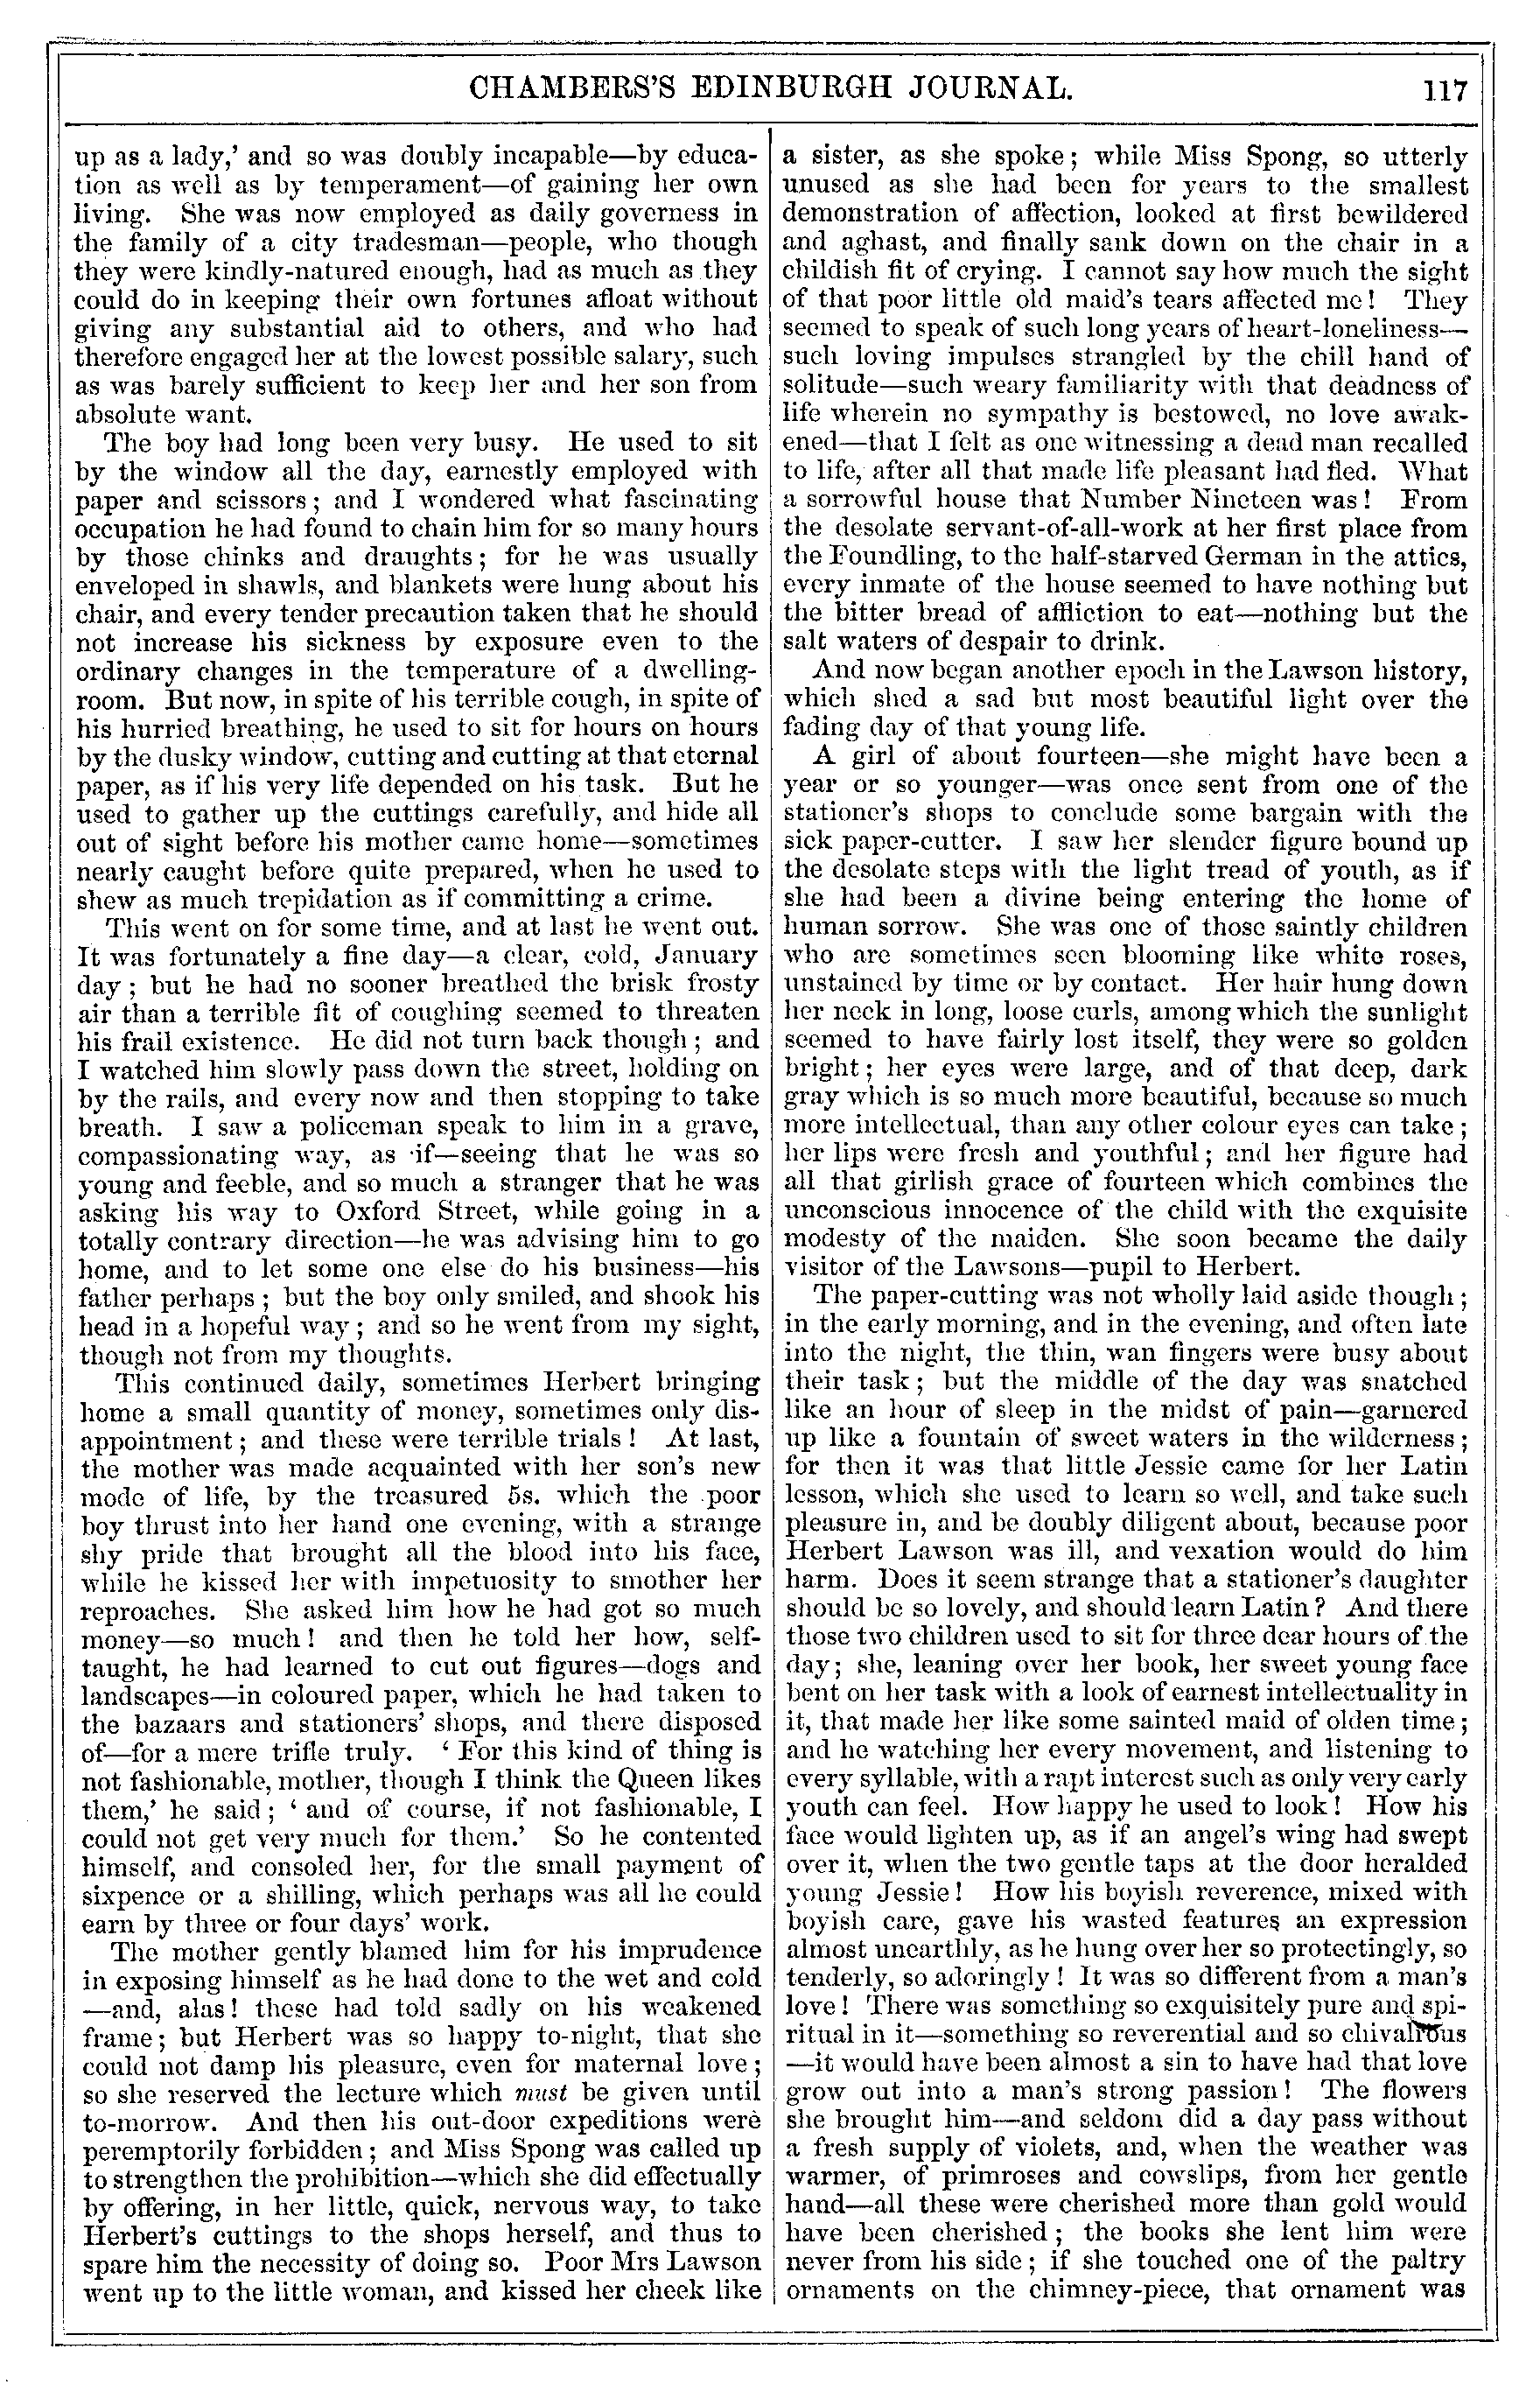 CHAMBERS'S EDINBURGH JOURNAL.
117
up as a lady,' and so was doubly incapable—by educa-
tion as well as by temperament—of gaining her own
living. She was now employed as daily governess in
the family of a city tradesman—people, who though
they were kindly-natured enough, had as much as they
could do in keeping their own fortunes afloat without
giving any substantial aid to others, and who had
therefore engaged her at the lowest possible salary, such
as was barely sufficient to keep her and her son from
absolute want.
The boy had long been very busy. He used to sit
by the window all the day, earnestly employed with
paper and scissors; and I wondered what fascinating
occupation he had found to chain him for so many hours
by those chinks and draughts; for he was usually
enveloped in shawls, and blankets were hung about his
chair, and every tender precaution taken that he should
not increase his sickness by exposure even to the
ordinary changes in the temperature of a dwelling-
room. But now, in spite of his terrible cough, in spite of
his hurried breathing, he used to sit for hours on hours
by the dusky window, cutting and cutting at that eternal
paper, as if his very life depended on his task. But he
used to gather up the cuttings carefully, and hide all
out of sight before his mother came home—sometimes
nearly caught before quite prepared, when he used to
shew as much trepidation as if committing a crime.
This went on for some time, and at last he went out.
It was fortunately a fine day—a clear, cold, January
day; but he had no sooner breathed the brisk frosty
air than a terrible fit of coughing seemed to threaten
his frail existence. He did not turn back though; and
I watched him slowly pass down the street, holding on
by the rails, and every now and then stopping to take
breath. I saw a policeman speak to him in a grave,
compassionating way, as if—seeing that he was so
young and feeble, and so much a stranger that he was
asking his way to Oxford Street, while going in a
totally contrary direction—he was advising him to go
home, and to let some one else do his business—his
father perhaps; but the boy only smiled, and shook his
head in a hopeful way; and so he went from my sight,
though not from my thoughts.
This continued daily, sometimes Herbert bringing
home a small quantity of money, sometimes only dis-
appointment; and these were terrible trials! At last,
the mother was made acquainted with her son's new
mode of life, by the treasured 5s. which the poor
boy thrust into her hand one evening, with a strange
shy pride that brought all the blood into his face,
while he kissed her with impetuosity to smother her
reproaches. She asked him how he had got so much
money—so much! and then he told her how, self-
taught, he had learned to cut out figures—dogs and
landscapes—in coloured paper, which he had taken to
the bazaars and stationers' shops, and there disposed
of—for a mere trifle truly. 'For this kind of thing is
not fashionable, mother, though I think the Queen likes
them,' he said; 'and of course, if not fashionable, I
could not get very much for them.' So he contented
himself, and consoled her, for the small payment of
sixpence or a shilling, which perhaps was all he could
earn by three or four days' work.
The mother gently blamed him for his imprudence
in exposing himself as he had done to the wet and cold
—and, alas! these had told sadly on his weakened
frame; but Herbert was so happy to-night, that she
could not damp his pleasure, even for maternal love;
so she reserved the lecture which must be given until
to-morrow. And then his out-door expeditions were
peremptorily forbidden; and Miss Spong was called up
to strengthen the prohibition—which she did effectually
by offering, in her little, quick, nervous way, to take
Herbert's cuttings to the shops herself, and thus to
spare him the necessity of doing so. Poor Mrs Lawson
went up to the little woman, and kissed her cheek like
a sister, as she spoke; while Miss Spong, so utterly
unused as she had been for years to the smallest
demonstration of affection, looked at first bewildered
and aghast, and finally sank down on the chair in a
childish fit of crying. I cannot say how much the sight
of that poor little old maid's tears affected me! They
seemed to speak of such long years of heart-loneliness—
such loving impulses strangled by the chill hand of
solitude—such weary familiarity with that deadness of
life wherein no sympathy is bestowed, no love awak-
ened—that I felt as one witnessing a dead man recalled
to life, after all that made life pleasant had fled. What
a sorrowful house that Number Nineteen was! From
the desolate servant-of-all-work at her first place from
the Foundling, to the half-starved German in the attics,
every inmate of the house seemed to have nothing but
the bitter bread of affliction to eat—nothing but the
salt waters of despair to drink.
And now began another epoch in the Lawson history,
which shed a sad but most beautiful light over the
fading day of that young life.
A girl of about fourteen—she might have been a
year or so younger—was once sent from one of the
stationer's shops to conclude some bargain with the
sick paper-cutter. I saw her slender figure bound up
the desolate steps with the light tread of youth, as if
she had been a divine being entering the home of
human sorrow. She was one of those saintly children
who are sometimes seen blooming like white roses,
unstained by time or by contact. Her hair hung down
her neck in long, loose curls, among which the sunlight
seemed to have fairly lost itself, they were so golden
bright; her eyes were large, and of that deep, dark
gray which is so much more beautiful, because so much
more intellectual, than any other colour eyes can take;
her lips were fresh and youthful; and her figure had
all that girlish grace of fourteen which combines the
unconscious innocence of the child with the exquisite
modesty of the maiden. She soon became the daily
visitor of the Lawsons—pupil to Herbert.
The paper-cutting was not wholly laid aside though;
in the early morning, and in the evening, and often late
into the night, the thin, wan fingers were busy about
their task; but the middle of the day was snatched
like an hour of sleep in the midst of pain—garnered
up like a fountain of sweet waters in the wilderness;
for then it was that little Jessie came for her Latin
lesson, which she used to learn so well, and take such
pleasure in, and be doubly diligent about, because poor
Herbert Lawson was ill, and vexation would do him
harm. Does it seem strange that a stationer's daughter
should be so lovely, and should learn Latin? And there
those two children used to sit for three dear hours of the
day; she, leaning over her book, her sweet young face
bent on her task with a look of earnest intellectuality in
it, that made her like some sainted maid of olden time;
and he watching her every movement, and listening to
every syllable, with a rapt interest such as only very early
youth can feel. How happy he used to look! How his
face would lighten up, as if an angel's wing had swept
over it, when the two gentle taps at the door heralded
young Jessie! How his boyish reverence, mixed with
boyish care, gave his wasted features an expression
almost unearthly, as he hung over her so protectingly, so
tenderly, so adoringly! It was so different from a man's
love! There was something so exquisitely pure and spi-
ritual in it—something so reverential and so chivalrous
—it would have been almost a sin to have had that love
grow out into a man's strong passion! The flowers
she brought him—and seldom did a day pass without
a fresh supply of violets, and, when the weather was
warmer, of primroses and cowslips, from her gentle
hand—all these were cherished more than gold would
have been cherished; the books she lent him were
never from his side; if she touched one of the paltry
ornaments on the chimney-piece, that ornament was